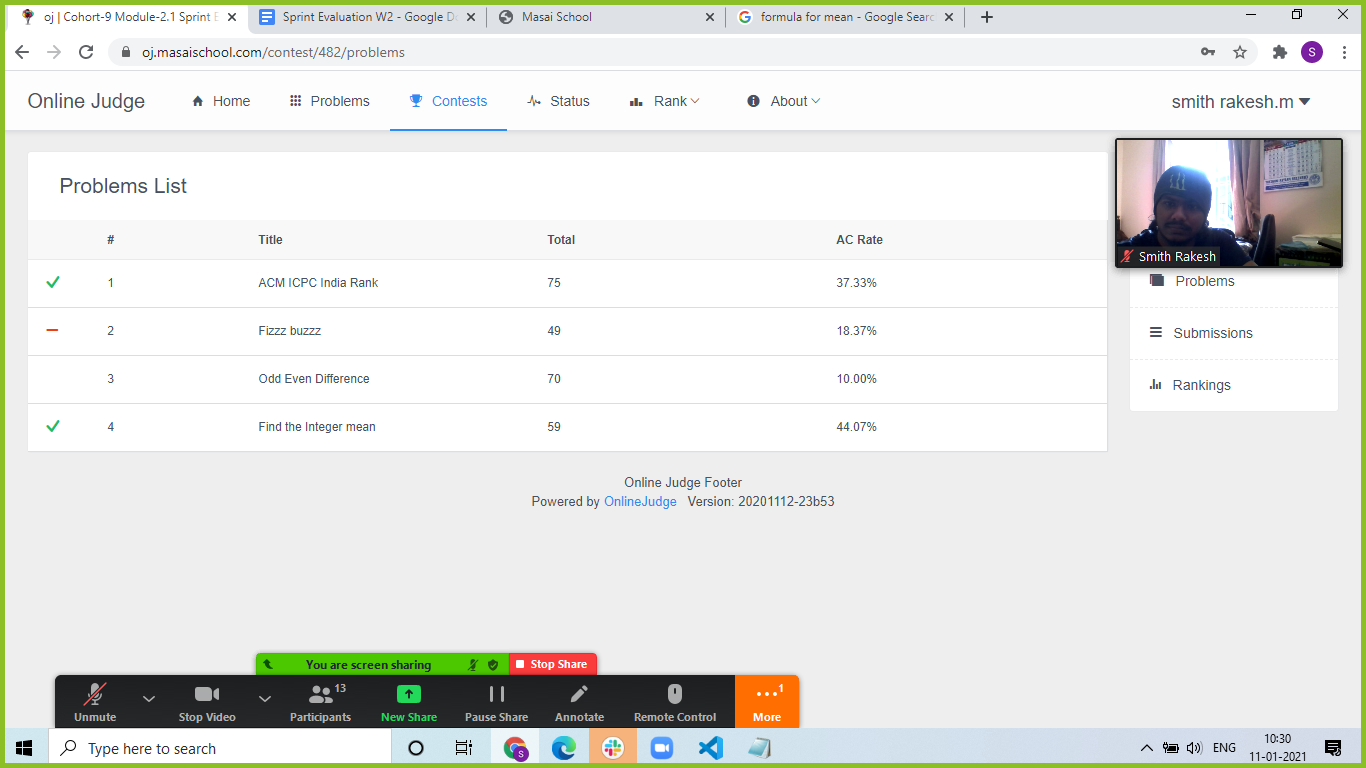 oj | Cohort-9 Module-2.1 Sprint E
Sprint Evaluation W2 - Google Do
Masai School
formula for mean - Google Searc
oj.masaischool.com/contest/482/problems
S
Online Judge
Home
Problems
Contests
Status
Rank
About
smith rakesh.m
Problems List
# Title Total AC Rate
1 ACM ICPC India Rank 75 37.33%
2 Fizzz buzzz 49 18.37%
3 Odd Even Difference 70 10.00%
4 Find the Integer mean 59 44.07%
Smith Rakesh
Problems
Submissions
Rankings
Online Judge Footer
Powered by OnlineJudge Version: 20201112-23b53
You are screen sharing
Stop Share
Unmute
Stop Video
13
Participants
New Share
Pause Share
Annotate
Remote Control
1
More
Type here to search
S
ENG
10:30
11-01-2021